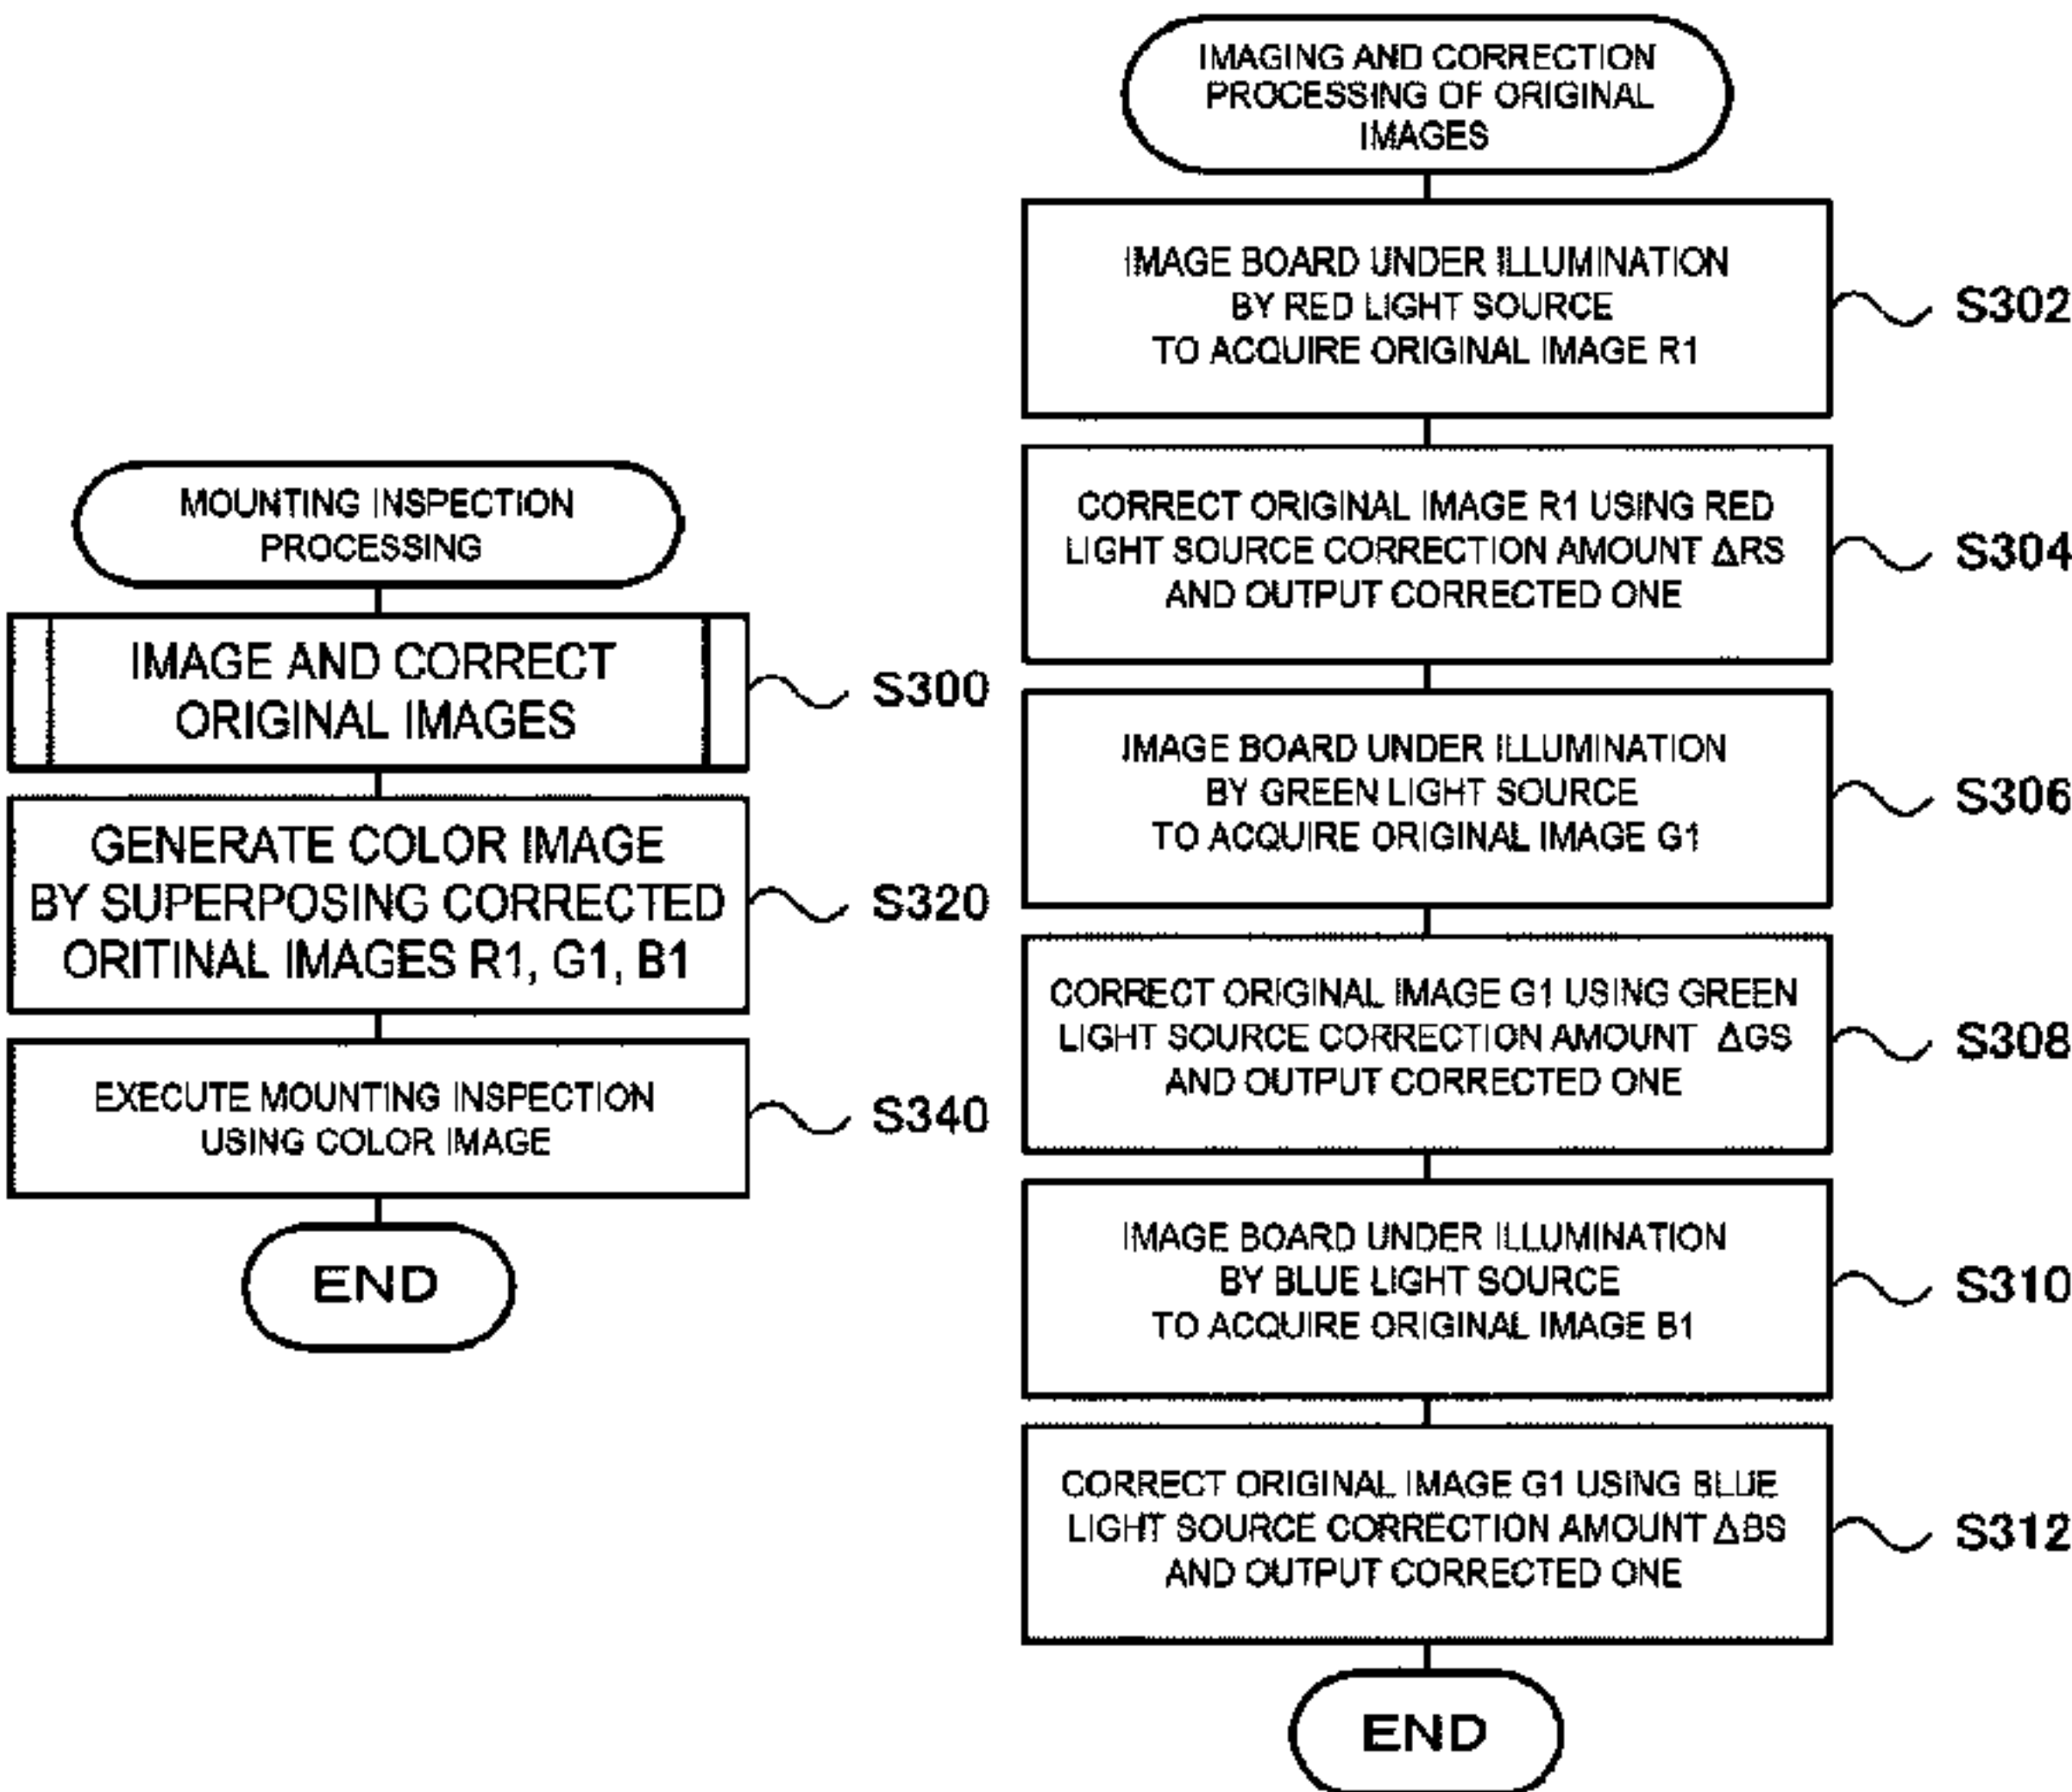 MOUNTING INSPECTION
PROCESSING
IMAGE AND CORRECT
ORIGINAL IMAGES
S300
GENERATE COLOR IMAGE
BY SUPERPOSING CORRECTED
ORITINAL IMAGES R1, G1, B1
S320
EXECUTE MOUNTING INSPECTION
USING COLOR IMAGE
S340
END
IMAGING AND CORRECTION
PROCESSING OF ORIGINAL
IMAGES
IMAGE BOARD UNDER ILLUMINATION
BY RED LIGHT SOURCE
TO ACQUIRE ORIGINAL IMAGE R1
S302
CORRECT ORIGINAL IMAGE R1 USING RED
LIGHT SOURCE CORRECTION AMOUNT ΔRS
AND OUTPUT CORRECTED ONE
S304
IMAGE BOARD UNDER ILLUMINATION
BY GREEN LIGHT SOURCE
TO ACQUIRE ORIGINAL IMAGE G1
S306
CORRECT ORIGINAL IMAGE G1 USING GREEN
LIGHT SOURCE CORRECTION AMOUNT ΔGS
AND OUTPUT CORRECTED ONE
S308
IMAGE BOARD UNDER ILLUMINATION
BY BLUE LIGHT SOURCE
TO ACQUIRE ORIGINAL IMAGE B1
S310
CORRECT ORIGINAL IMAGE G1 USING BLUE
LIGHT SOURCE CORRECTION AMOUNT ΔBS
AND OUTPUT CORRECTED ONE
S312
END